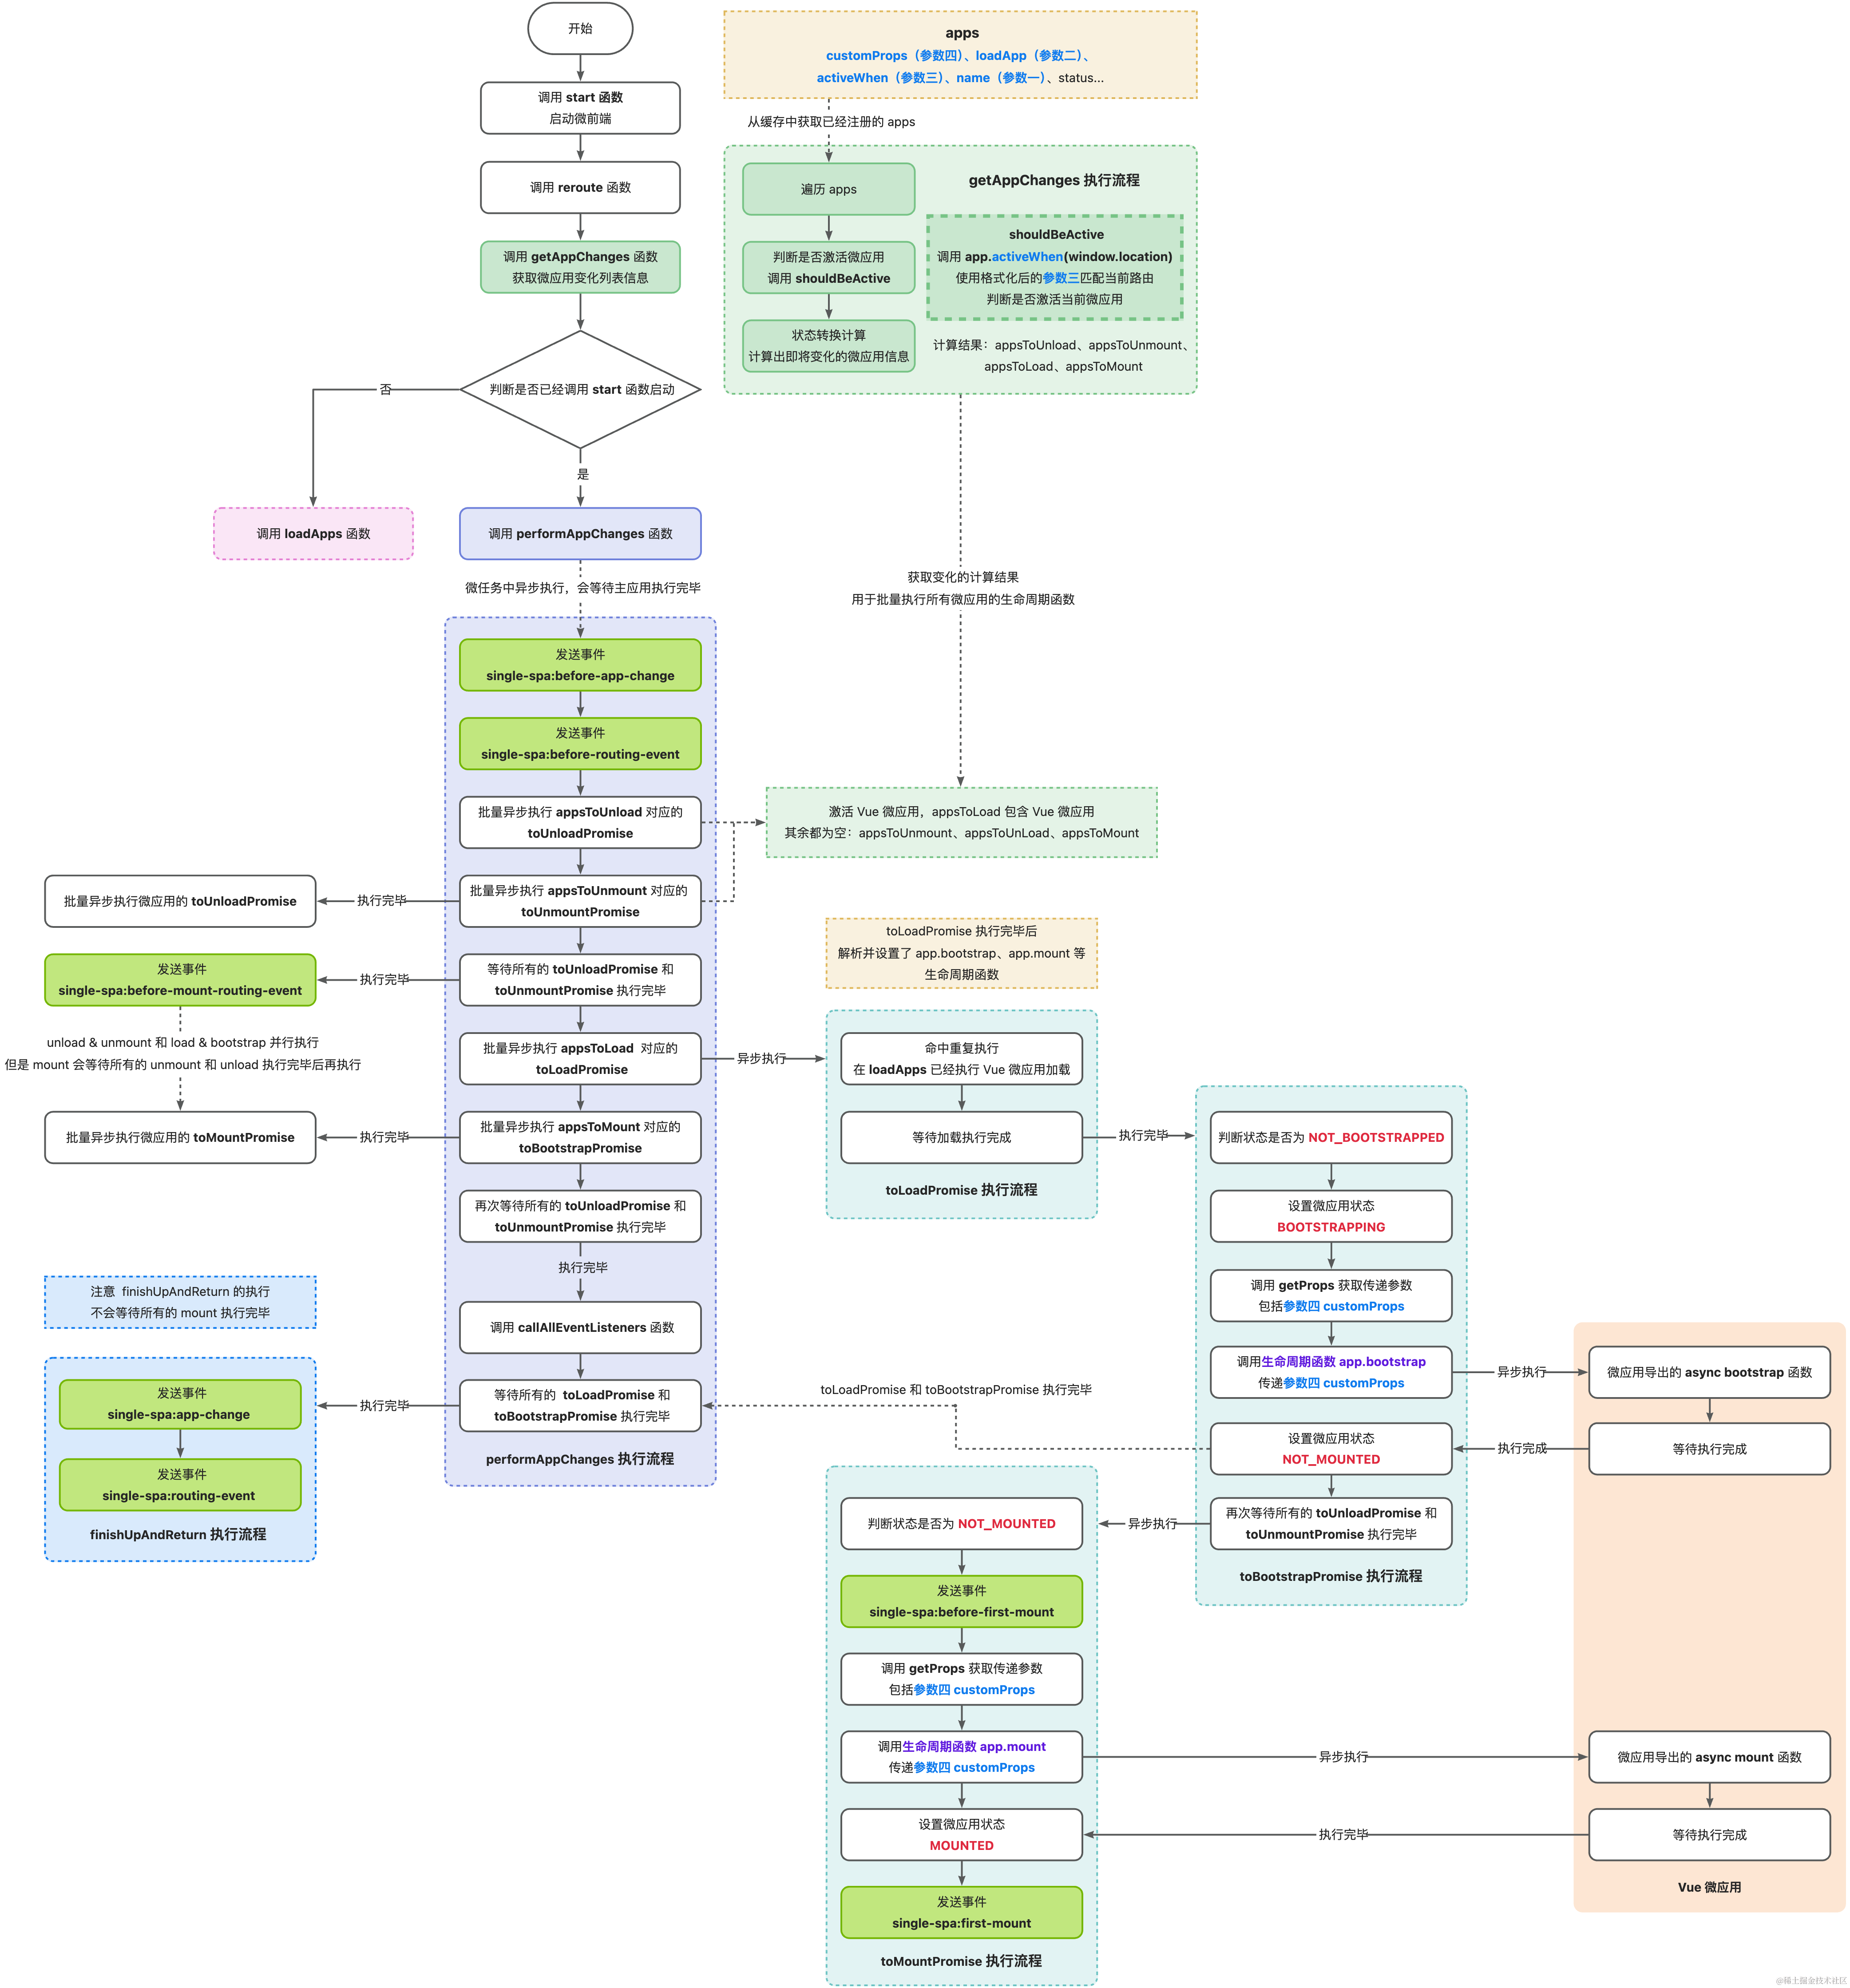 开始
调用 start 函数
启动微前端
调用 reroute 函数
调用 getAppChanges 函数
获取微应用变化列表信息
判断是否已经调用 start 函数启动
否
是
调用 loadApps 函数
调用 performAppChanges 函数
微任务中异步执行，会等待主应用执行完毕
apps
customProps（参数四）、loadApp（参数二）、
activeWhen（参数三）、name（参数一）、status...
从缓存中获取已经注册的 apps
遍历 apps
判断是否激活微应用
调用 shouldBeActive
状态转换计算
计算出即将变化的微应用信息
getAppChanges 执行流程
shouldBeActive
调用 app.activeWhen(window.location)
使用格式化后的参数三匹配当前路由
判断是否激活当前微应用
计算结果：appsToUnload、appsToUnmount、
appsToLoad、appsToMount
获取变化的计算结果
用于批量执行所有微应用的生命周期函数
激活 Vue 微应用，appsToLoad 包含 Vue 微应用
其余都为空：appsToUnmount、appsToUnLoad、appsToMount
发送事件
single-spa:before-app-change
发送事件
single-spa:before-routing-event
批量异步执行 appsToUnload 对应的
toUnloadPromise
批量异步执行 appsToUnmount 对应的
toUnmountPromise
执行完毕
批量异步执行微应用的 toUnloadPromise
等待所有的 toUnloadPromise 和
toUnmountPromise 执行完毕
执行完毕
发送事件
single-spa:before-mount-routing-event
unload & unmount 和 load & bootstrap 并行执行
但是 mount 会等待所有的 unmount 和 unload 执行完毕后再执行
批量异步执行 appsToLoad 对应的
toLoadPromise
异步执行
批量异步执行 appsToMount 对应的
toBootstrapPromise
执行完毕
批量异步执行微应用的 toMountPromise
再次等待所有的 toUnloadPromise 和
toUnmountPromise 执行完毕
执行完毕
调用 callAllEventListeners 函数
等待所有的 toLoadPromise 和
toBootstrapPromise 执行完毕
performAppChanges 执行流程
执行完毕
注意 finishUpAndReturn 的执行
不会等待所有的 mount 执行完毕
发送事件
single-spa:app-change
发送事件
single-spa:routing-event
finishUpAndReturn 执行流程
toLoadPromise 执行完毕后
解析并设置了 app.bootstrap、app.mount 等
生命周期函数
命中重复执行
在 loadApps 已经执行 Vue 微应用加载
等待加载执行完成
toLoadPromise 执行流程
执行完毕
判断状态是否为 NOT_BOOTSTRAPPED
设置微应用状态
BOOTSTRAPPING
调用 getProps 获取传递参数
包括参数四 customProps
调用生命周期函数 app.bootstrap
传递参数四 customProps
异步执行
微应用导出的 async bootstrap 函数
等待执行完成
执行完成
设置微应用状态
NOT_MOUNTED
toLoadPromise 和 toBootstrapPromise 执行完毕
再次等待所有的 toUnloadPromise 和
toUnmountPromise 执行完毕
toBootstrapPromise 执行流程
异步执行
判断状态是否为 NOT_MOUNTED
发送事件
single-spa:before-first-mount
调用 getProps 获取传递参数
包括参数四 customProps
调用生命周期函数 app.mount
传递参数四 customProps
异步执行
微应用导出的 async mount 函数
等待执行完成
执行完毕
设置微应用状态
MOUNTED
发送事件
single-spa:first-mount
toMountPromise 执行流程
Vue 微应用
@稀土掘金技术社区